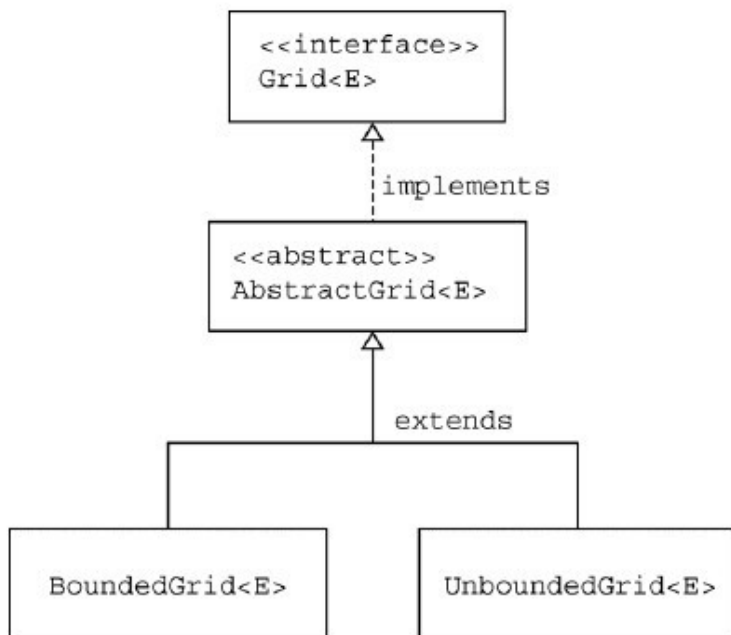 <<interface>>
Grid<E>
implements
<<abstract>>
AbstractGrid<E>
extends
BoundedGrid<E>
UnboundedGrid<E>